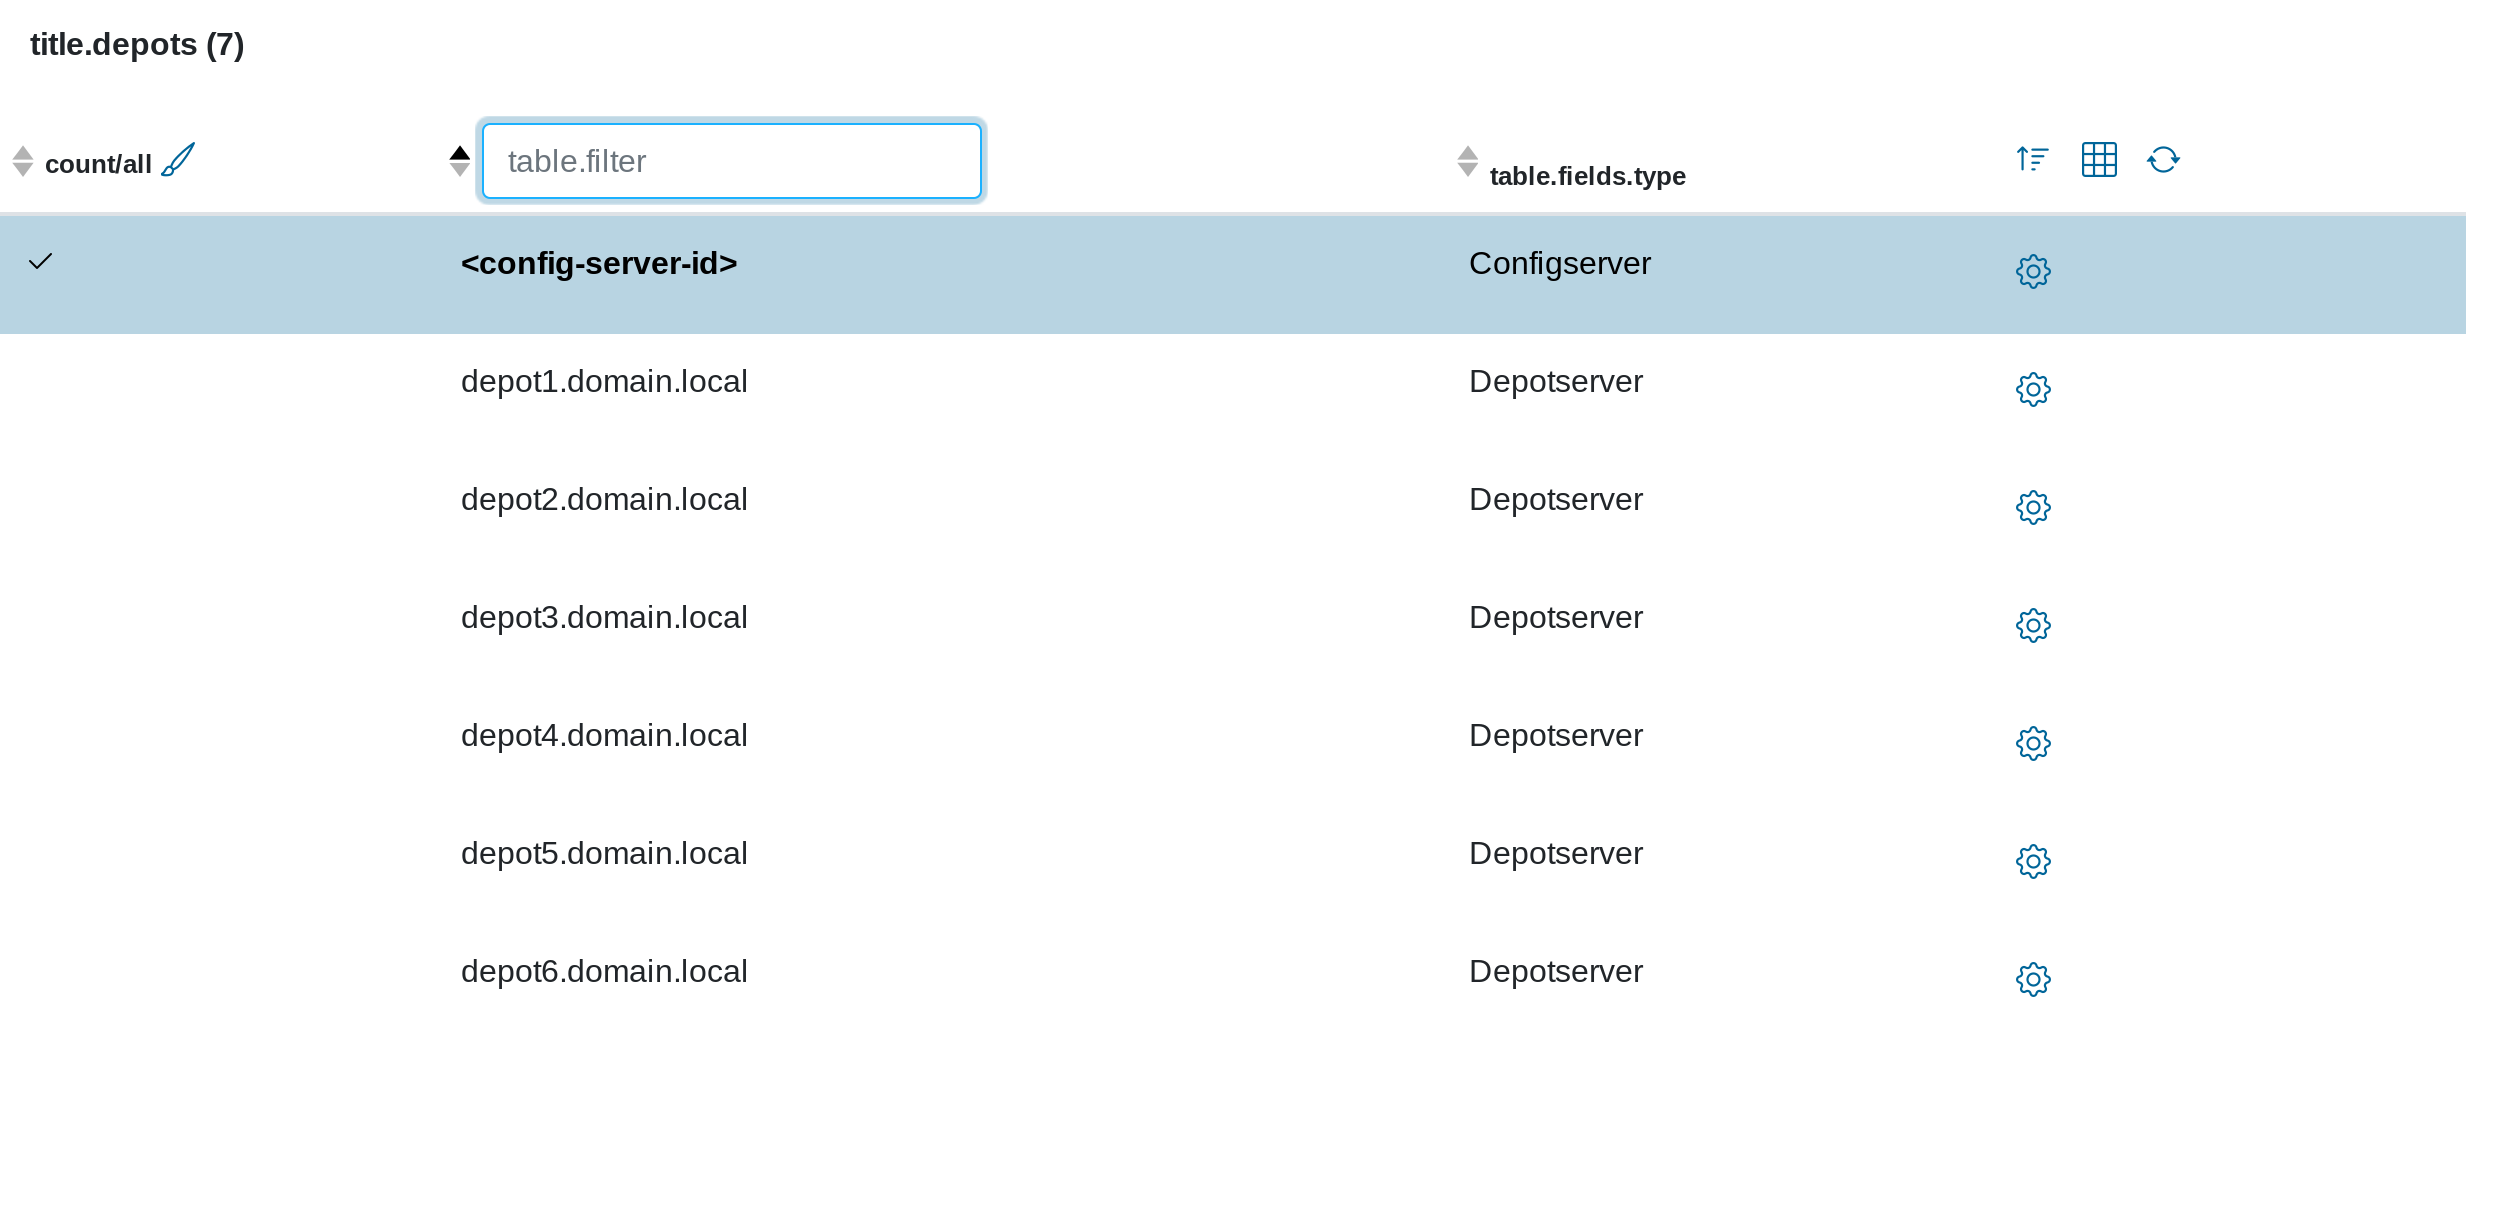 title.depots (7)
count/all table.filter table.fields.type
<config-server-id> Configserver
depot1.domain.local Depotserver
depot2.domain.local Depotserver
depot3.domain.local Depotserver
depot4.domain.local Depotserver
depot5.domain.local Depotserver
depot6.domain.local Depotserver